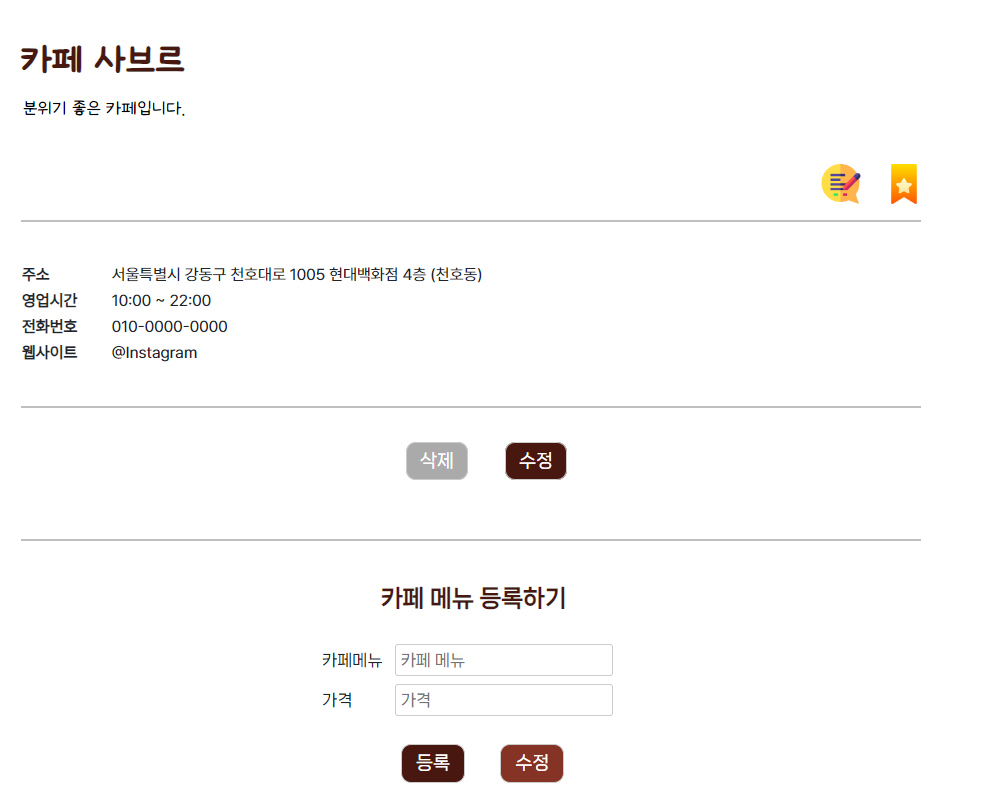 카페 사브르
분위기 좋은 카페입니다.
주소 서울특별시 강동구 천호대로 1005 현대백화점 4층 (천호동)
영업시간 10:00 ~ 22:00
전화번호 010-0000-0000
웹사이트 @Instagram
삭제 수정
카페 메뉴 등록하기
카페메뉴 카페 메뉴
가격 가격
등록 수정